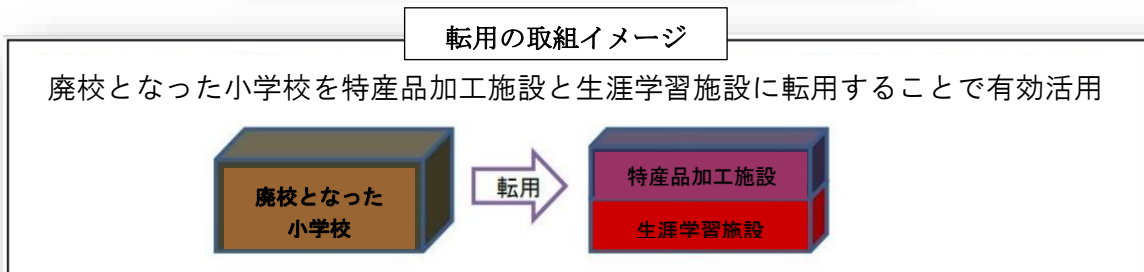 転用の取組イメージ
廃校となった小学校を特産品加工施設と生涯学習施設に転用することで有効活用
廃校となった
小学校
転用
特産品加工施設
生涯学習施設